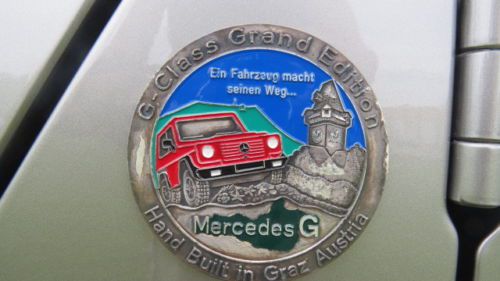 G. Class Grand Edition
Ein Fahrzeug macht
seinen Weg...
Mercedes G
Hand Built in Graz Austria